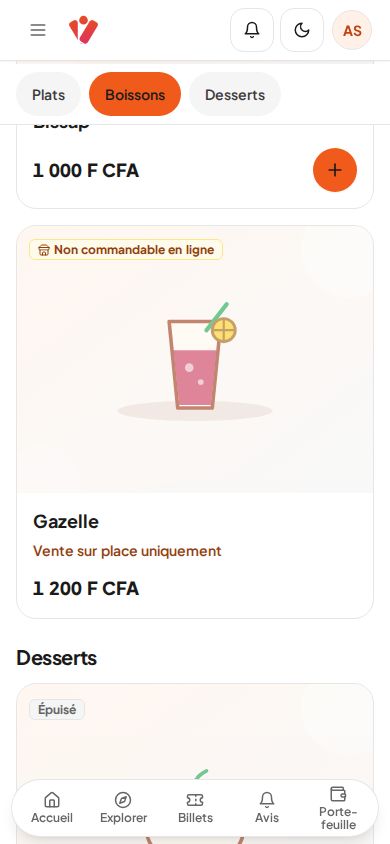 AS
Plats
Boissons
Desserts
Bissap
1 000 F CFA
Non commandable en ligne
Gazelle
Vente sur place uniquement
1 200 F CFA
Desserts
Épuisé
Accueil
Explorer
Billets
Avis
Porte-
feuille